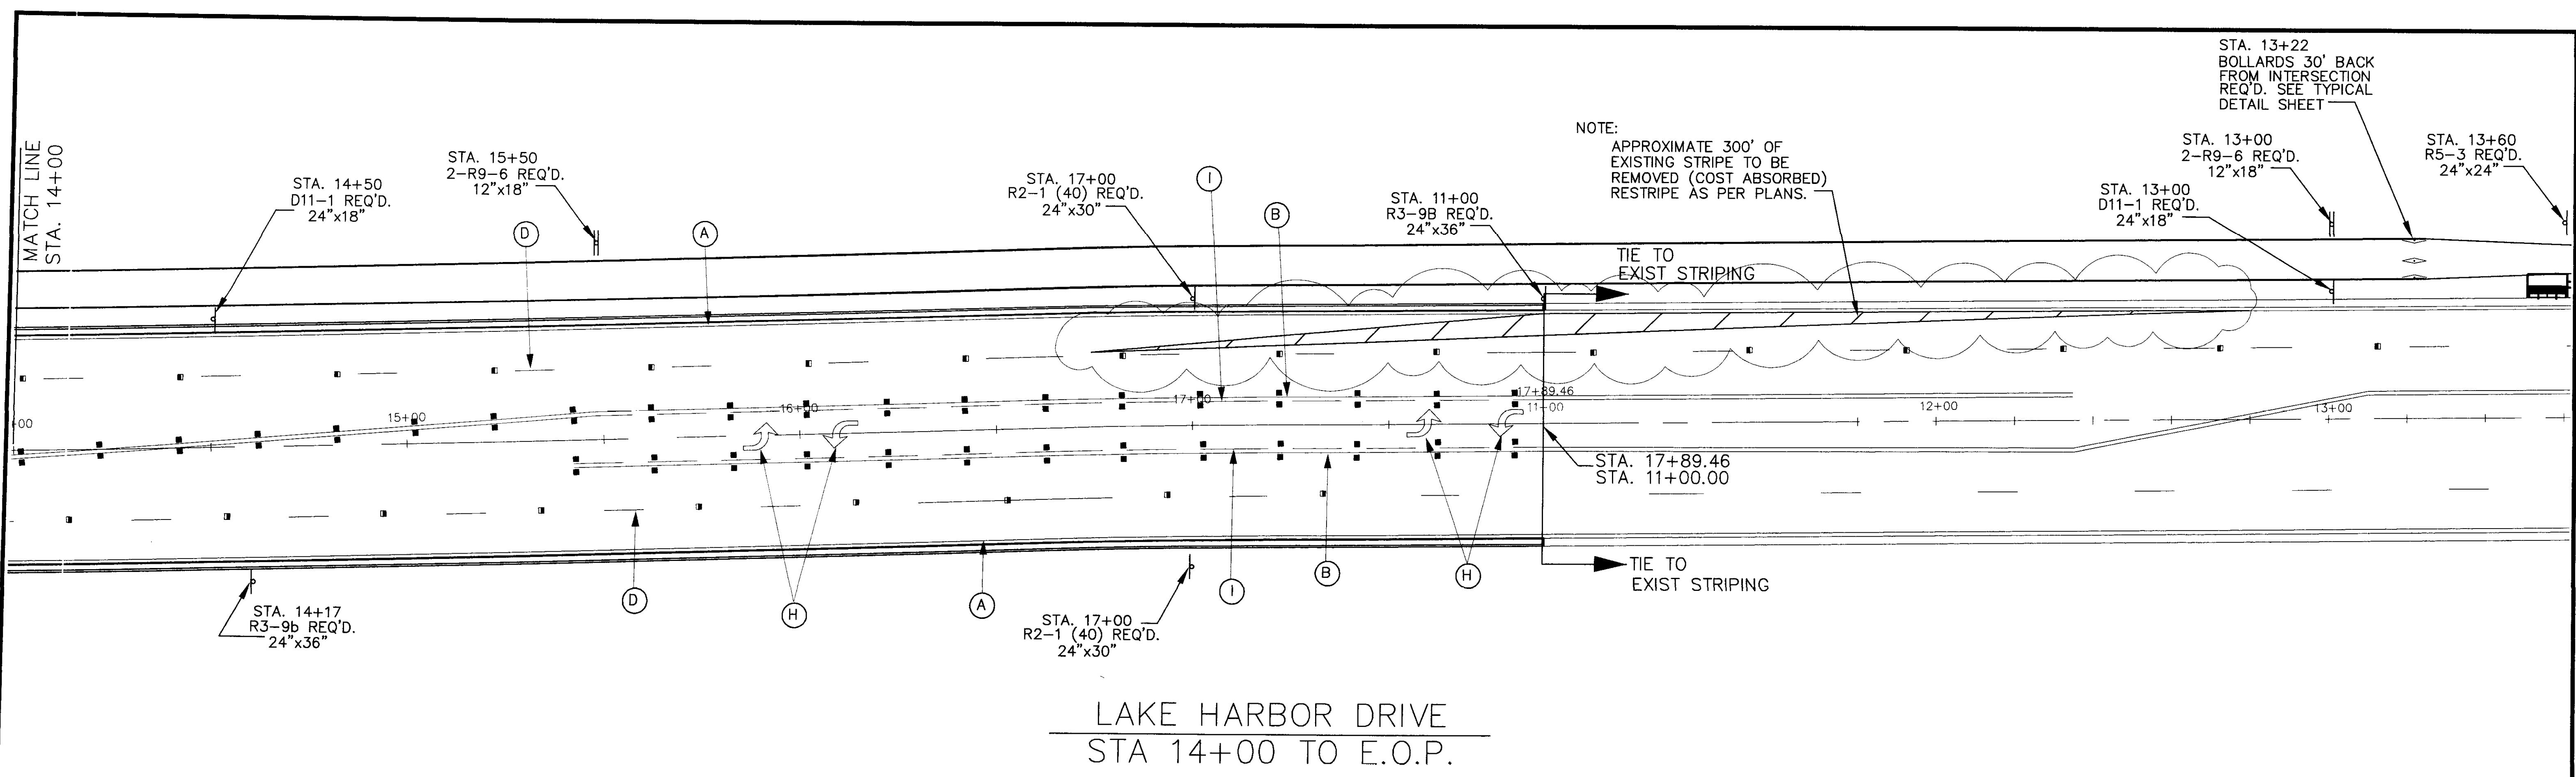 MATCH LINE
STA. 14+00
STA. 14+50
D11-1 REQ'D.
24"x18"
STA. 15+50
2-R9-6 REQ'D.
12"x18"
D
A
STA. 17+00
R2-1 (40) REQ'D.
24"x30"
I
B
STA. 11+00
R3-9B REQ'D.
24"x36"
NOTE:
APPROXIMATE 300' OF
EXISTING STRIPE TO BE
REMOVED (COST ABSORBED)
RESTRIPE AS PER PLANS.
TIE TO
EXIST STRIPING
STA. 13+22
BOLLARDS 30' BACK
FROM INTERSECTION
REQ'D. SEE TYPICAL
DETAIL SHEET
STA. 13+00
2-R9-6 REQ'D.
12"x18"
STA. 13+00
D11-1 REQ'D.
24"x18"
STA. 13+60
R5-3 REQ'D.
24"x24"
+00
15+00
16+00
17+00
17+89.46
11+00
12+00
13+00
STA. 17+89.46
STA. 11+00.00
STA. 14+17
R3-9b REQ'D.
24"x36"
D
H
A
STA. 17+00
R2-1 (40) REQ'D.
24"x30"
I
B
H
TIE TO
EXIST STRIPING
LAKE HARBOR DRIVE
STA 14+00 TO E.O.P.